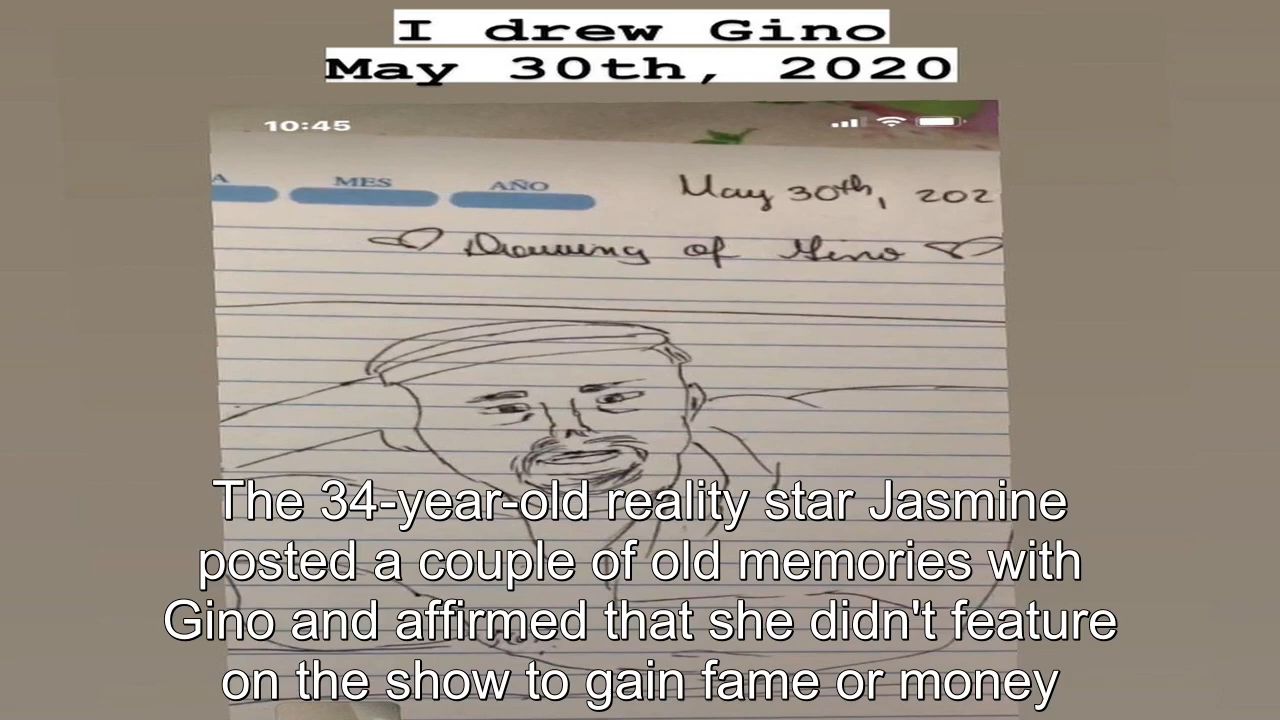 I drew Gino
May 30th, 2020
10:45
A MES AÑO
May 30th, 202
Drawing of Gino
The 34-year-old reality star Jasmine
posted a couple of old memories with
Gino and affirmed that she didn't feature
on the show to gain fame or money